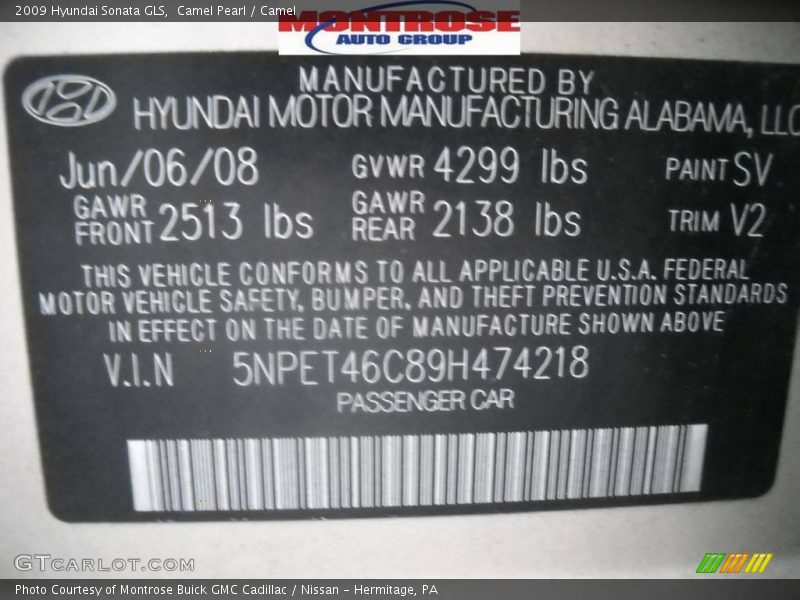 2009 Hyundai Sonata GLS, Camel Pearl / Camel
MONTROSE
AUTO GROUP
MANUFACTURED BY
HYUNDAI MOTOR MANUFACTURING ALABAMA, LLC
Jun/06/08 GVWR 4299 lbs PAINT SV
GAWR FRONT 2513 lbs GAWR REAR 2138 lbs TRIM V2
THIS VEHICLE CONFORMS TO ALL APPLICABLE U.S.A. FEDERAL
MOTOR VEHICLE SAFETY, BUMPER, AND THEFT PREVENTION STANDARDS
IN EFFECT ON THE DATE OF MANUFACTURE SHOWN ABOVE
V.I.N 5NPET46C89H474218
PASSENGER CAR
GTCARLOT.COM
Photo Courtesy of Montrose Buick GMC Cadillac / Nissan - Hermitage, PA